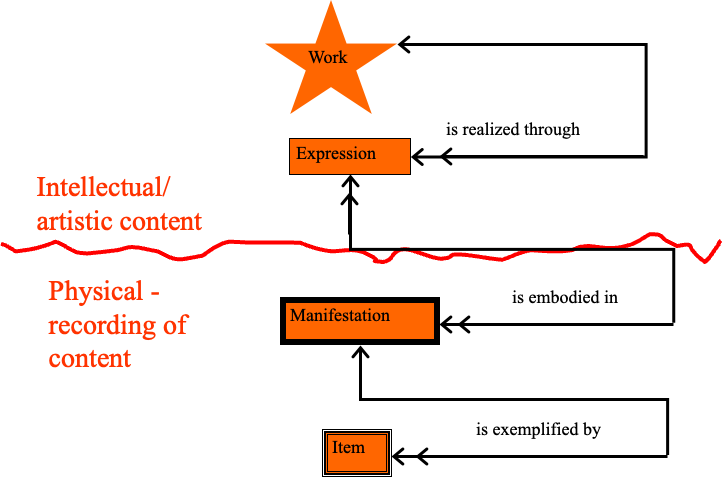 Work
is realized through
Expression
Intellectual/
artistic content
Physical -
recording of
content
is embodied in
Manifestation
is exemplified by
Item